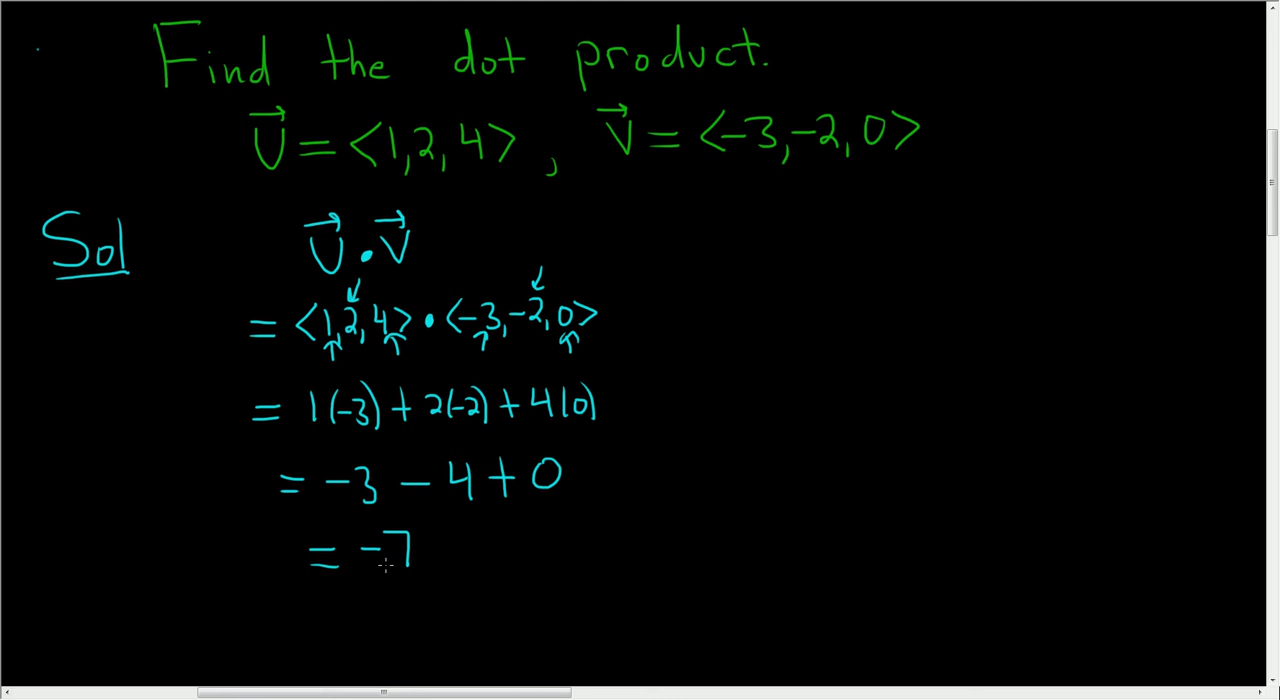 Find the dot product.
U⃗ = <1, 2, 4> , V⃗ = <-3, -2, 0>
Sol
U⃗ • V⃗
= <1, 2, 4> • <-3, -2, 0>
= 1(-3) + 2(-2) + 4(0)
= -3 - 4 + 0
= -7